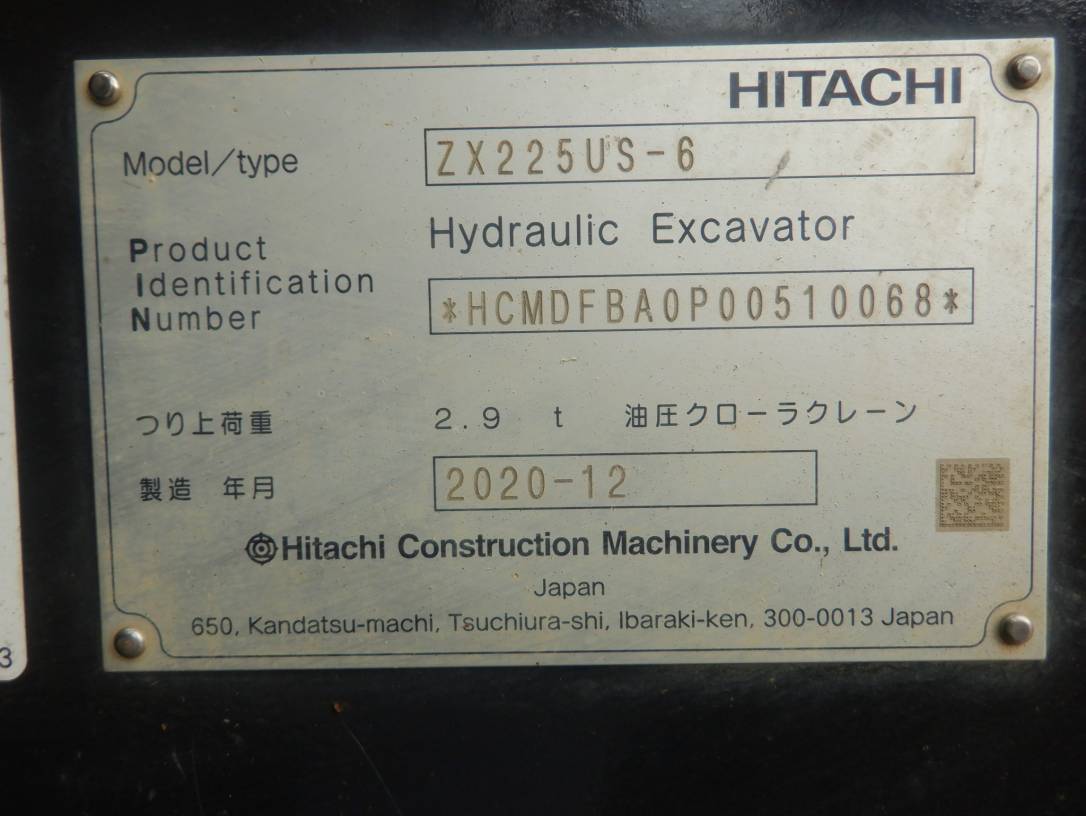 HITACHI
Model/type ZX225US-6
Hydraulic Excavator
Product
Identification
Number *HCMDFBA0P00510068*
つり上荷重 2.9 t 油圧クローラクレーン
製造 年月 2020-12
Hitachi Construction Machinery Co., Ltd.
Japan
650, Kandatsu-machi, Tsuchiura-shi, Ibaraki-ken, 300-0013 Japan
3